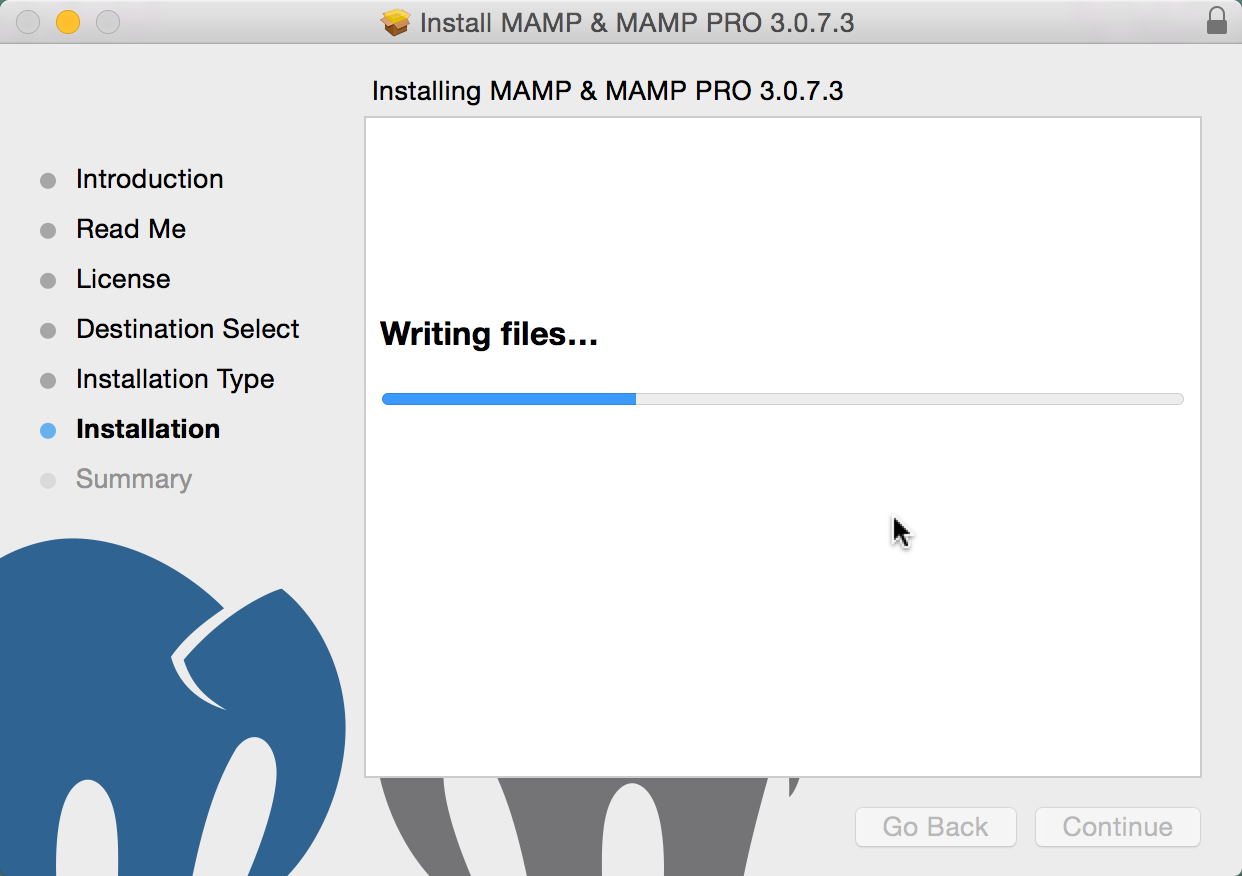 Install MAMP & MAMP PRO 3.0.7.3
Installing MAMP & MAMP PRO 3.0.7.3
Introduction
Read Me
License
Destination Select
Installation Type
Installation
Summary
Writing files...
Go Back
Continue